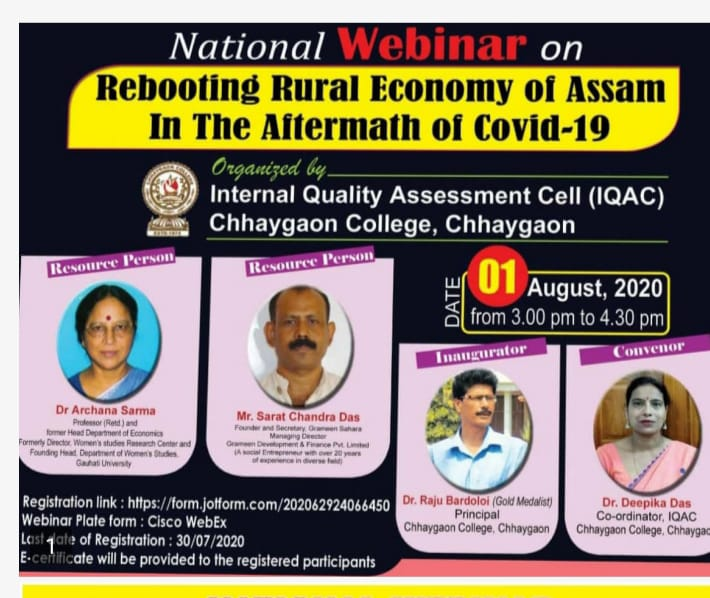 National Webinar on
Rebooting Rural Economy of Assam
In The Aftermath of Covid-19
Organized by
Internal Quality Assessment Cell (IQAC)
Chhaygaon College, Chhaygaon
DATE
01 August, 2020
from 3.00 pm to 4.30 pm
Resource Person
Dr Archana Sarma
Professor (Retd.) and
former Head Department of Economics
Formerly Director, Women's studies Research Center and
Founding Head, Department of Women's Studies,
Gauhati University
Resource Person
Mr. Sarat Chandra Das
Founder and Secretary, Grameen Sahara
Managing Director
Grameen Development & Finance Pvt. Limited
(A social Entrepreneur with over 20 years
of experience in diverse field)
Inaugurator
Dr. Raju Bardoloi (Gold Medalist)
Principal
Chhaygaon College, Chhaygaon
Convenor
Dr. Deepika Das
Co-ordinator, IQAC
Chhaygaon College, Chhaygao
Registration link : https://form.jotform.com/202062924066450
Webinar Plate form : Cisco WebEx
Last date of Registration : 30/07/2020
E-certificate will be provided to the registered participants
1